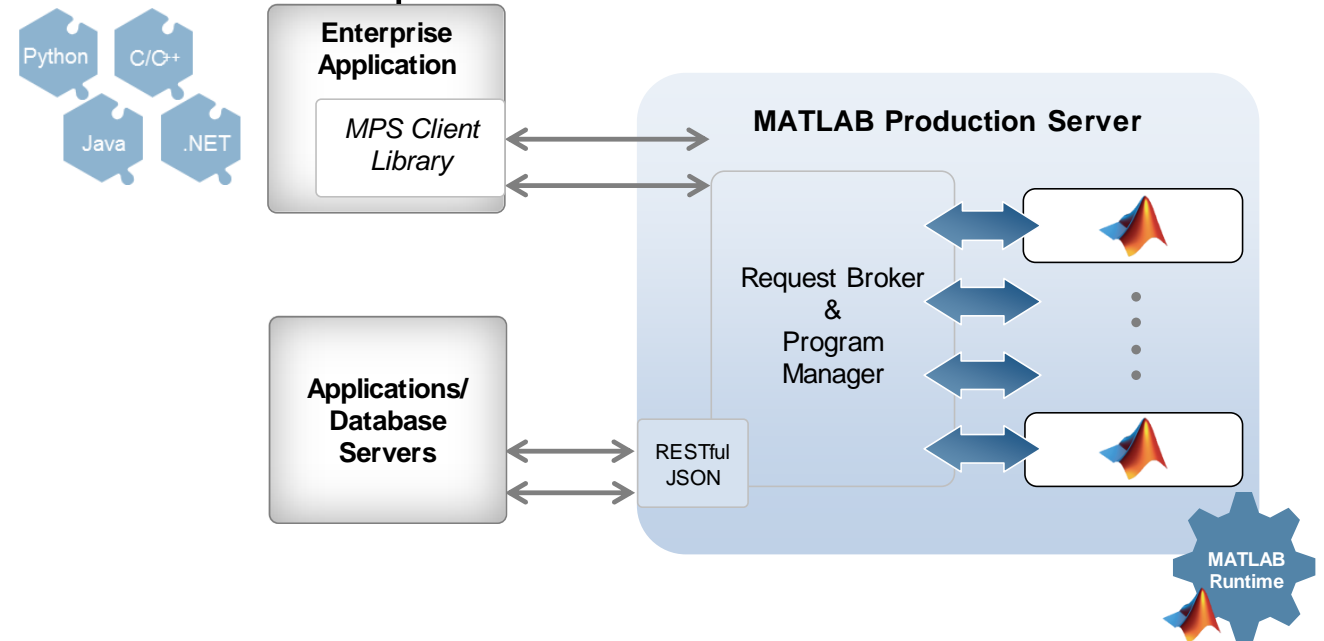 Python
C/C++
Java
.NET
Enterprise
Application
MPS Client
Library
MATLAB Production Server
Request Broker
&
Program
Manager
Applications/
Database
Servers
RESTful
JSON
MATLAB
Runtime